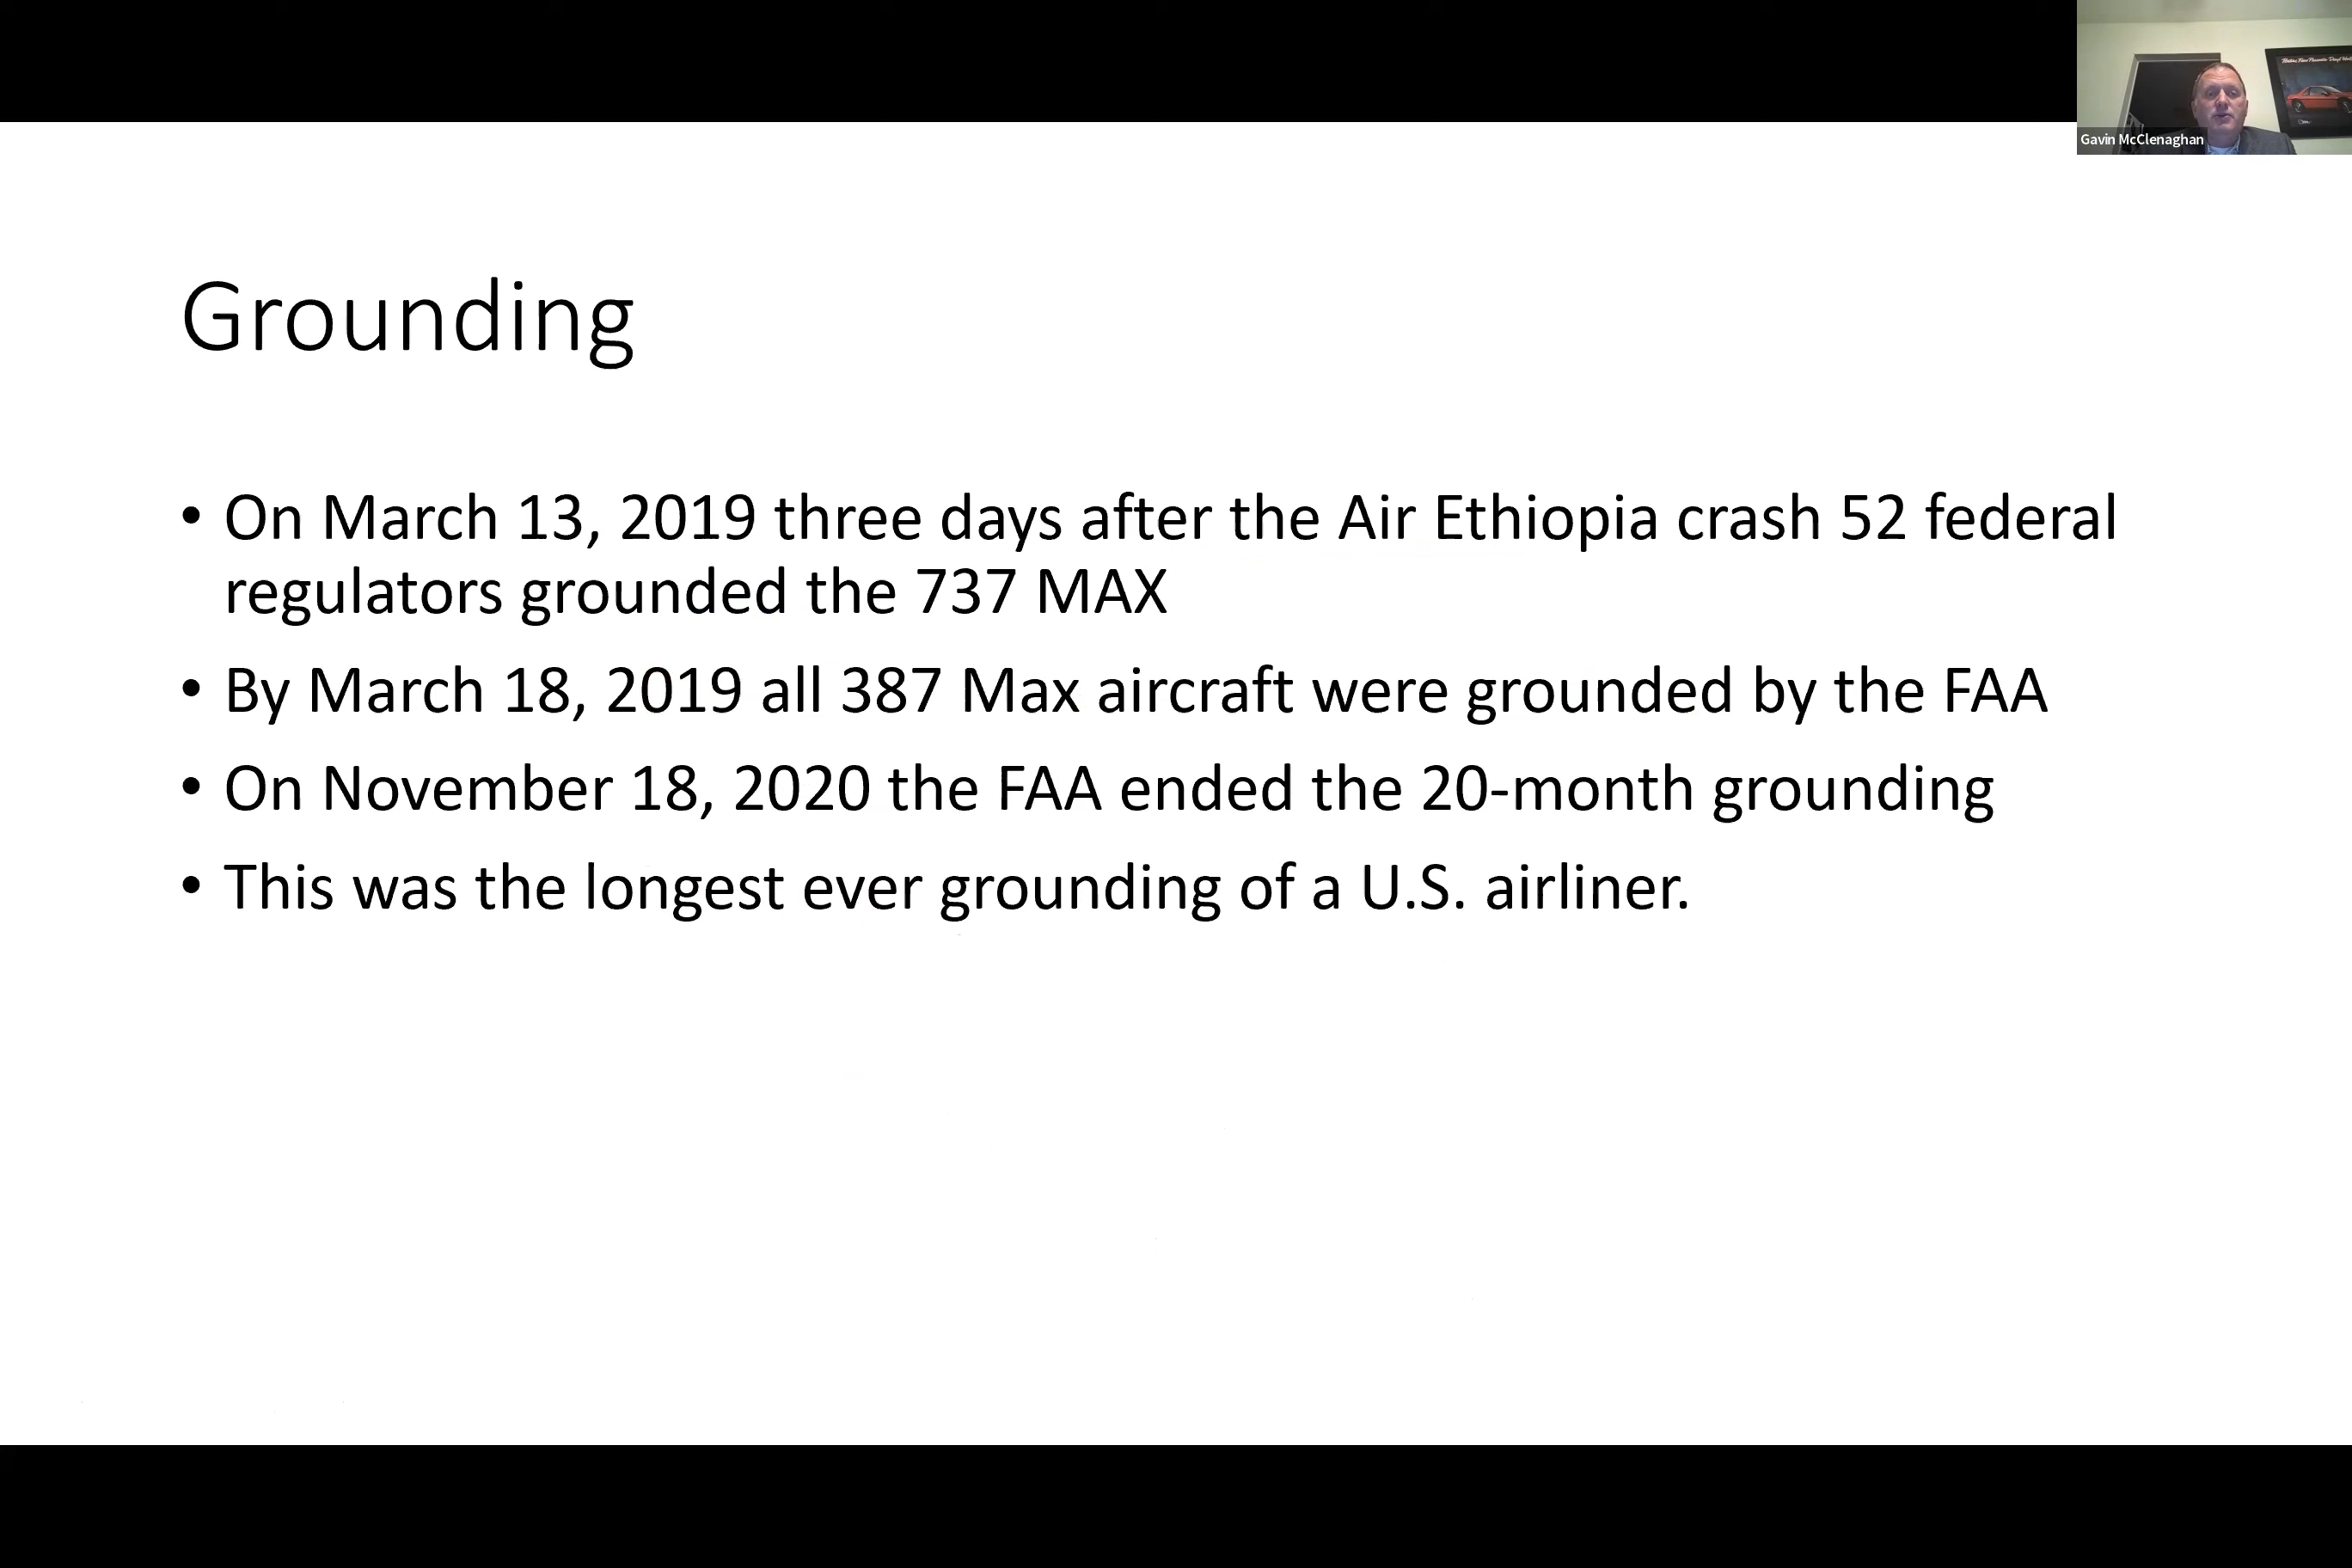 Gavin McClenaghan
Grounding
• On March 13, 2019 three days after the Air Ethiopia crash 52 federal
regulators grounded the 737 MAX
• By March 18, 2019 all 387 Max aircraft were grounded by the FAA
• On November 18, 2020 the FAA ended the 20-month grounding
• This was the longest ever grounding of a U.S. airliner.